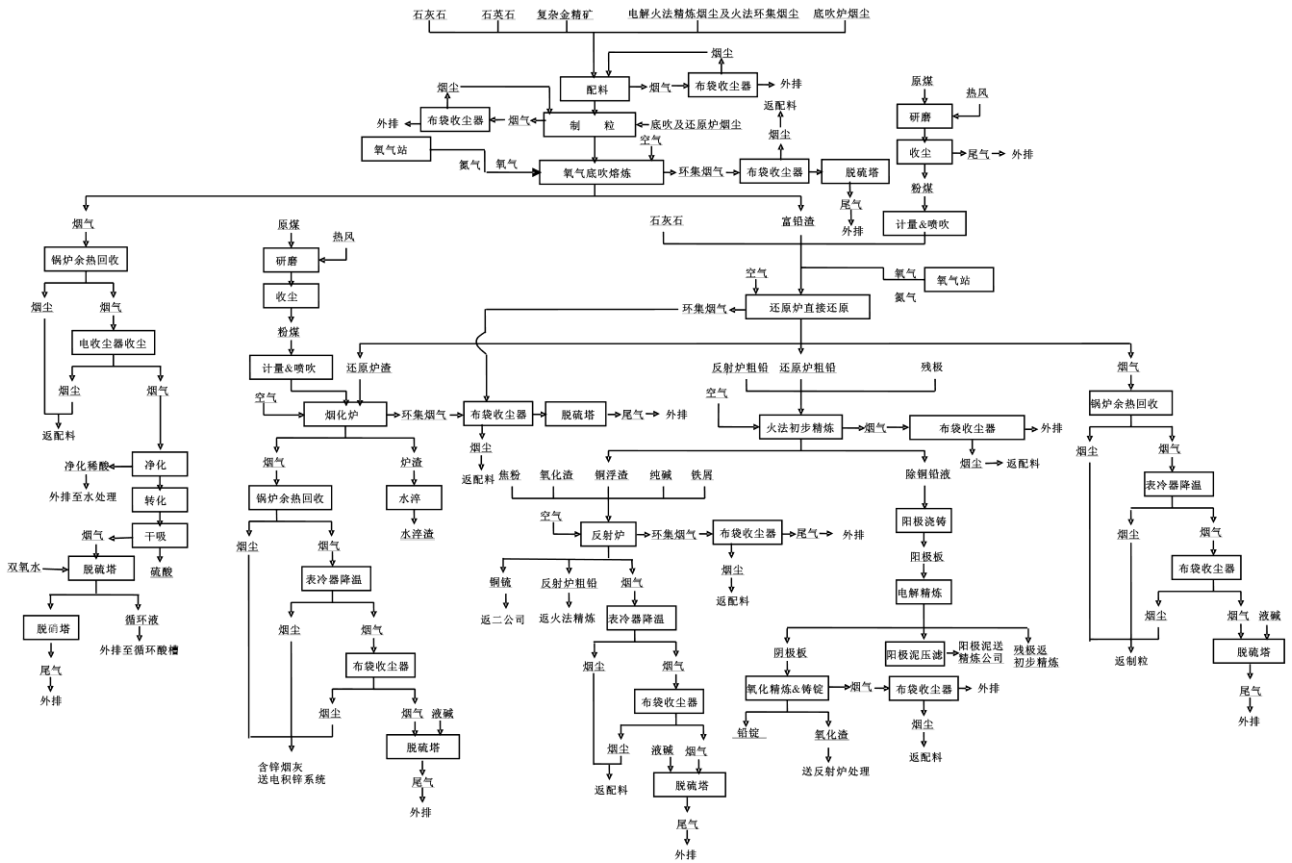 石灰石
石英石
复杂金精矿
电解火法精炼烟尘及火法环集烟尘
底吹炉烟尘
烟尘
配料
烟气
布袋收尘器
外排
原煤
热风
烟尘
返配料
研磨
外排
布袋收尘器
烟气
制 粒
底吹及还原炉烟尘
烟尘
氧气站
空气
收尘
尾气
外排
氮气
氧气
氧气底吹熔炼
环集烟气
布袋收尘器
脱硫塔
粉煤
尾气
外排
计量&喷吹
烟气
原煤
石灰石
富铅渣
锅炉余热回收
热风
研磨
空气
氧气
氧气站
氮气
收尘
烟尘
烟气
环集烟气
还原炉直接还原
粉煤
电收尘器收尘
计量&喷吹
还原炉渣
反射炉粗铅
还原炉粗铅
残极
烟气
烟尘
烟气
空气
空气
锅炉余热回收
烟化炉
环集烟气
布袋收尘器
脱硫塔
尾气
外排
火法初步精炼
烟气
布袋收尘器
外排
返配料
烟尘
烟尘
烟气
净化稀酸
净化
烟气
炉渣
返配料
烟尘
返配料
焦粉
氧化渣
铜浮渣
纯碱
铁屑
除铜铅液
表冷器降温
外排至水处理
转化
锅炉余热回收
水淬
空气
阳极浇铸
烟气
干吸
水淬渣
反射炉
环集烟气
布袋收尘器
尾气
外排
烟尘
烟气
烟尘
烟气
阳极板
双氧水
脱硫塔
硫酸
表冷器降温
铜锍
反射炉粗铅
烟气
烟尘
布袋收尘器
电解精炼
返配料
循环液
返二公司
返火法精炼
表冷器降温
烟尘
烟气
液碱
脱硝塔
烟尘
烟气
外排至循环酸槽
阴极板
阳极泥压滤
阳极泥送
精炼公司
残极返
初步精炼
返制粒
脱硫塔
尾气
布袋收尘器
烟尘
烟气
氧化精炼&铸锭
烟气
布袋收尘器
外排
尾气
外排
烟尘
烟气
液碱
布袋收尘器
外排
铅锭
氧化渣
烟尘
脱硫塔
烟尘
液碱
烟气
返配料
含锌烟灰
送电积锌系统
送反射炉处理
尾气
返配料
脱硫塔
外排
尾气
外排